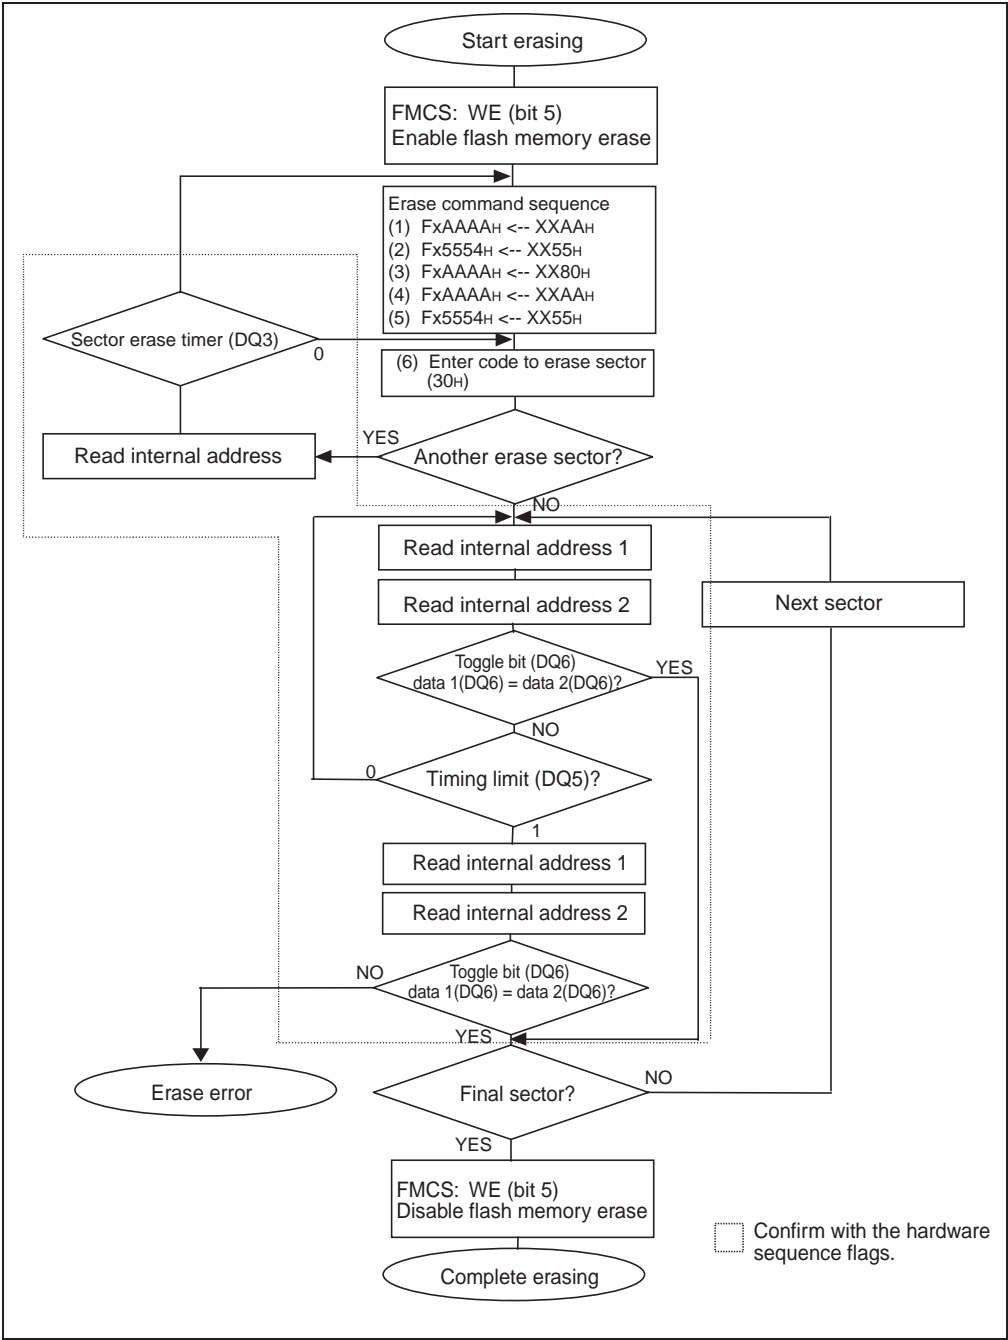 Start erasing
FMCS: WE (bit 5)
Enable flash memory erase
Erase command sequence
(1) FxAAAAH <-- XXAAH
(2) Fx5554H <-- XX55H
(3) FxAAAAH <-- XX80H
(4) FxAAAAH <-- XXAAH
(5) Fx5554H <-- XX55H
Sector erase timer (DQ3)
0
(6) Enter code to erase sector
(30H)
YES
Read internal address
Another erase sector?
NO
Read internal address 1
Read internal address 2
Next sector
Toggle bit (DQ6)
data 1(DQ6) = data 2(DQ6)?
YES
NO
0
Timing limit (DQ5)?
1
Read internal address 1
Read internal address 2
NO
Toggle bit (DQ6)
data 1(DQ6) = data 2(DQ6)?
YES
Erase error
Final sector?
NO
YES
FMCS: WE (bit 5)
Disable flash memory erase
Confirm with the hardware
sequence flags.
Complete erasing